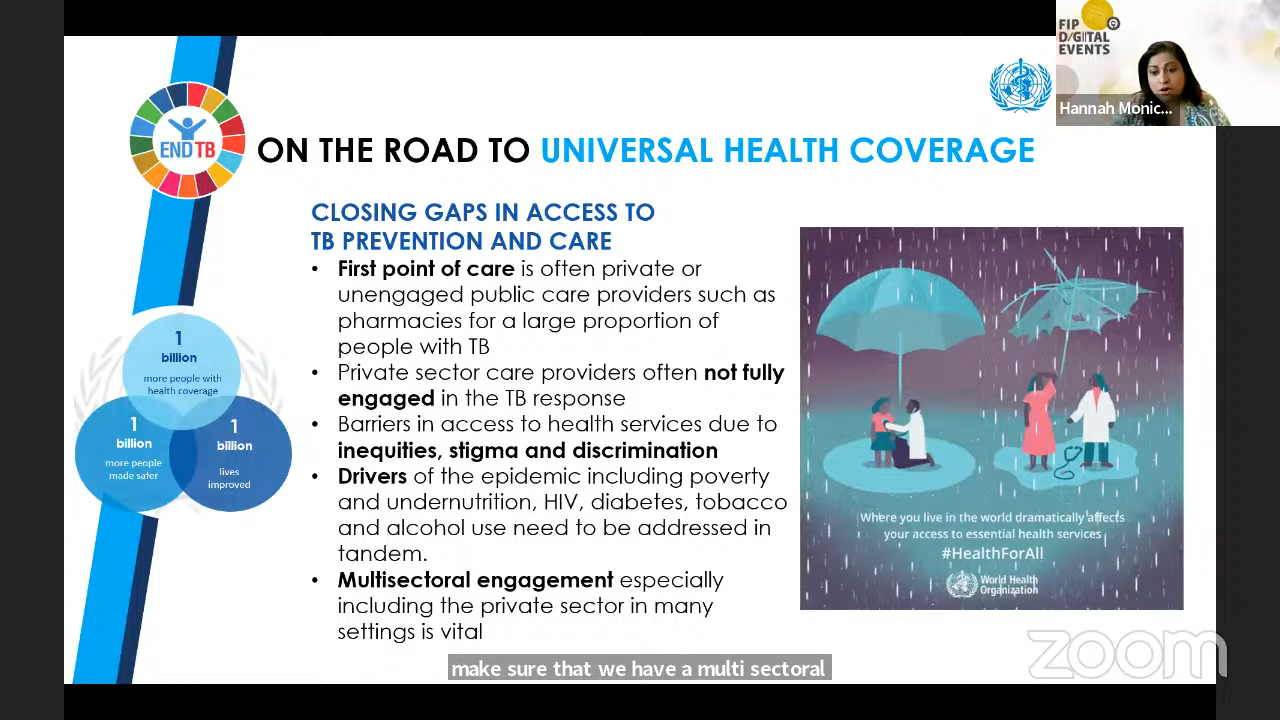 FIP
DIGITAL
EVENTS
Hannah Monic...
END TB
ON THE ROAD TO UNIVERSAL HEALTH COVERAGE
CLOSING GAPS IN ACCESS TO
TB PREVENTION AND CARE
• First point of care is often private or
unengaged public care providers such as
pharmacies for a large proportion of
people with TB
• Private sector care providers often not fully
engaged in the TB response
• Barriers in access to health services due to
inequities, stigma and discrimination
• Drivers of the epidemic including poverty
and undernutrition, HIV, diabetes, tobacco
and alcohol use need to be addressed in
tandem.
• Multisectoral engagement especially
including the private sector in many
settings is vital
1
billion
more people with
health coverage
1
billion
more people
made safer
1
billion
lives
improved
Where you live in the world dramatically affects
your access to essential health services
#HealthForAll
World Health
Organization
make sure that we have a multi sectoral
zoom